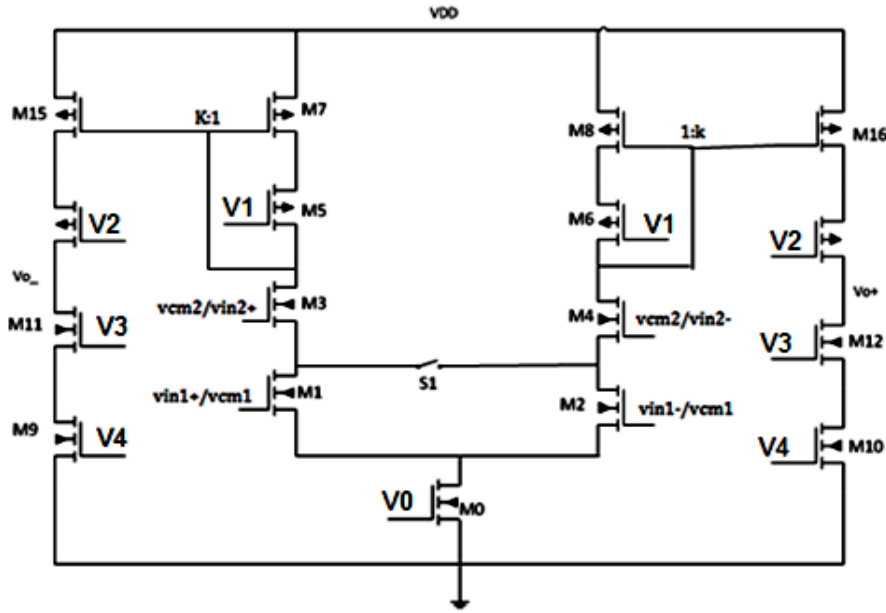 VDD
M15
K:1
M7
M8
1:k
M16
V2
V1
M5
M6
V1
V2
Vo_
vcm2/vin2+
M3
M4
vcm2/vin2-
Vo+
M11
V3
V3
M12
S1
vin1+/vcm1
M1
M2
vin1-/vcm1
M9
V4
V4
M10
V0
M0